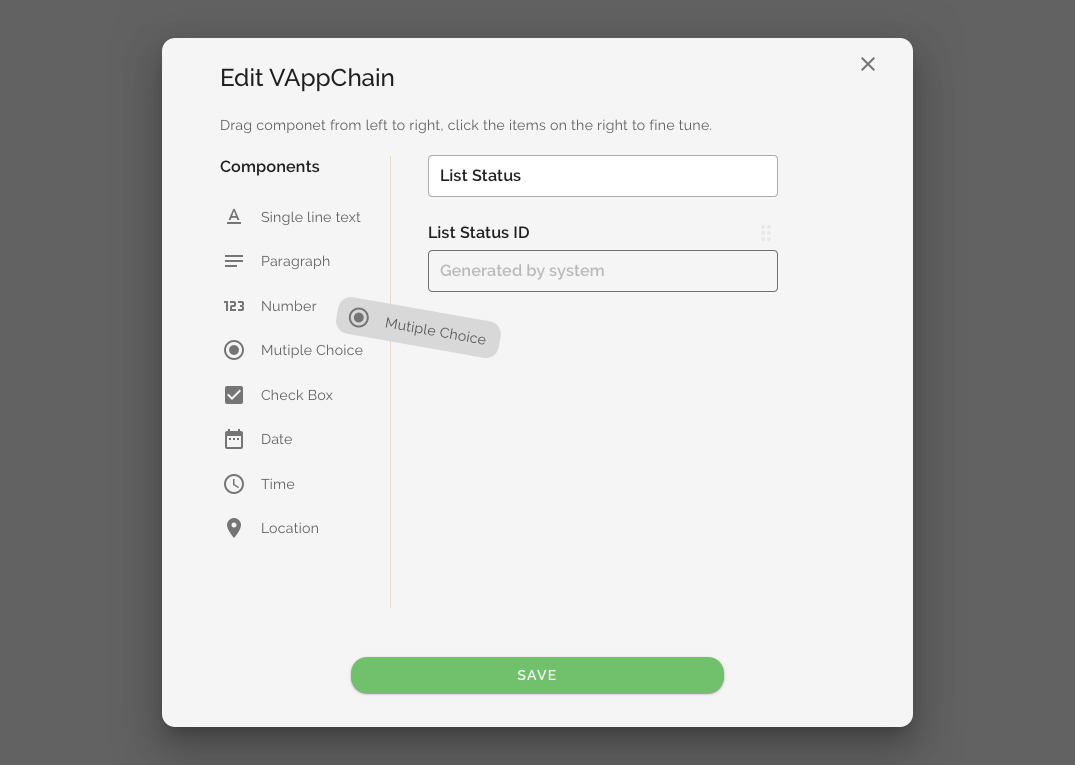 Edit VAppChain
Drag componet from left to right, click the items on the right to fine tune.
Components
Single line text
Paragraph
123 Number
Mutiple Choice
Check Box
Date
Time
Location
List Status
List Status ID
Generated by system
Mutiple Choice
SAVE